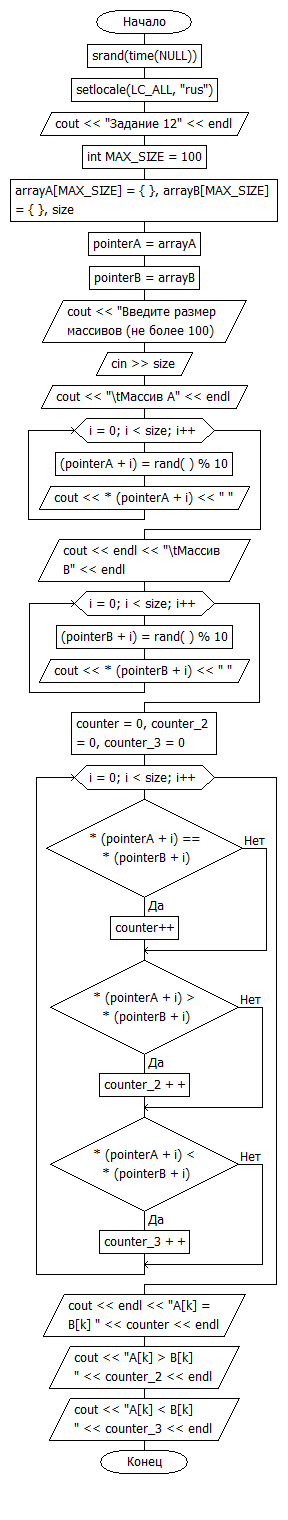 Начало
srand(time(NULL))
setlocale(LC_ALL, "rus")
cout << "Задание 12" << endl
int MAX_SIZE = 100
arrayA[MAX_SIZE] = { }, arrayB[MAX_SIZE]
= { }, size
pointerA = arrayA
pointerB = arrayB
cout << "Введите размер
массивов (не более 100)
cin >> size
cout << "\tМассив A" << endl
i = 0; i < size; i++
(pointerA + i) = rand( ) % 10
cout << * (pointerA + i) << " "
cout << endl << "\tМассив
B" << endl
i = 0; i < size; i++
(pointerB + i) = rand( ) % 10
cout << * (pointerB + i) << " "
counter = 0, counter_2
= 0, counter_3 = 0
i = 0; i < size; i++
* (pointerA + i) ==
* (pointerB + i)
Нет
Да
counter++
* (pointerA + i) >
* (pointerB + i)
Нет
Да
counter_2 + +
* (pointerA + i) <
* (pointerB + i)
Нет
Да
counter_3 + +
cout << endl << "A[k] =
B[k] " << counter << endl
cout << "A[k] > B[k]
" << counter_2 << endl
cout << "A[k] < B[k]
" << counter_3 << endl
Конец